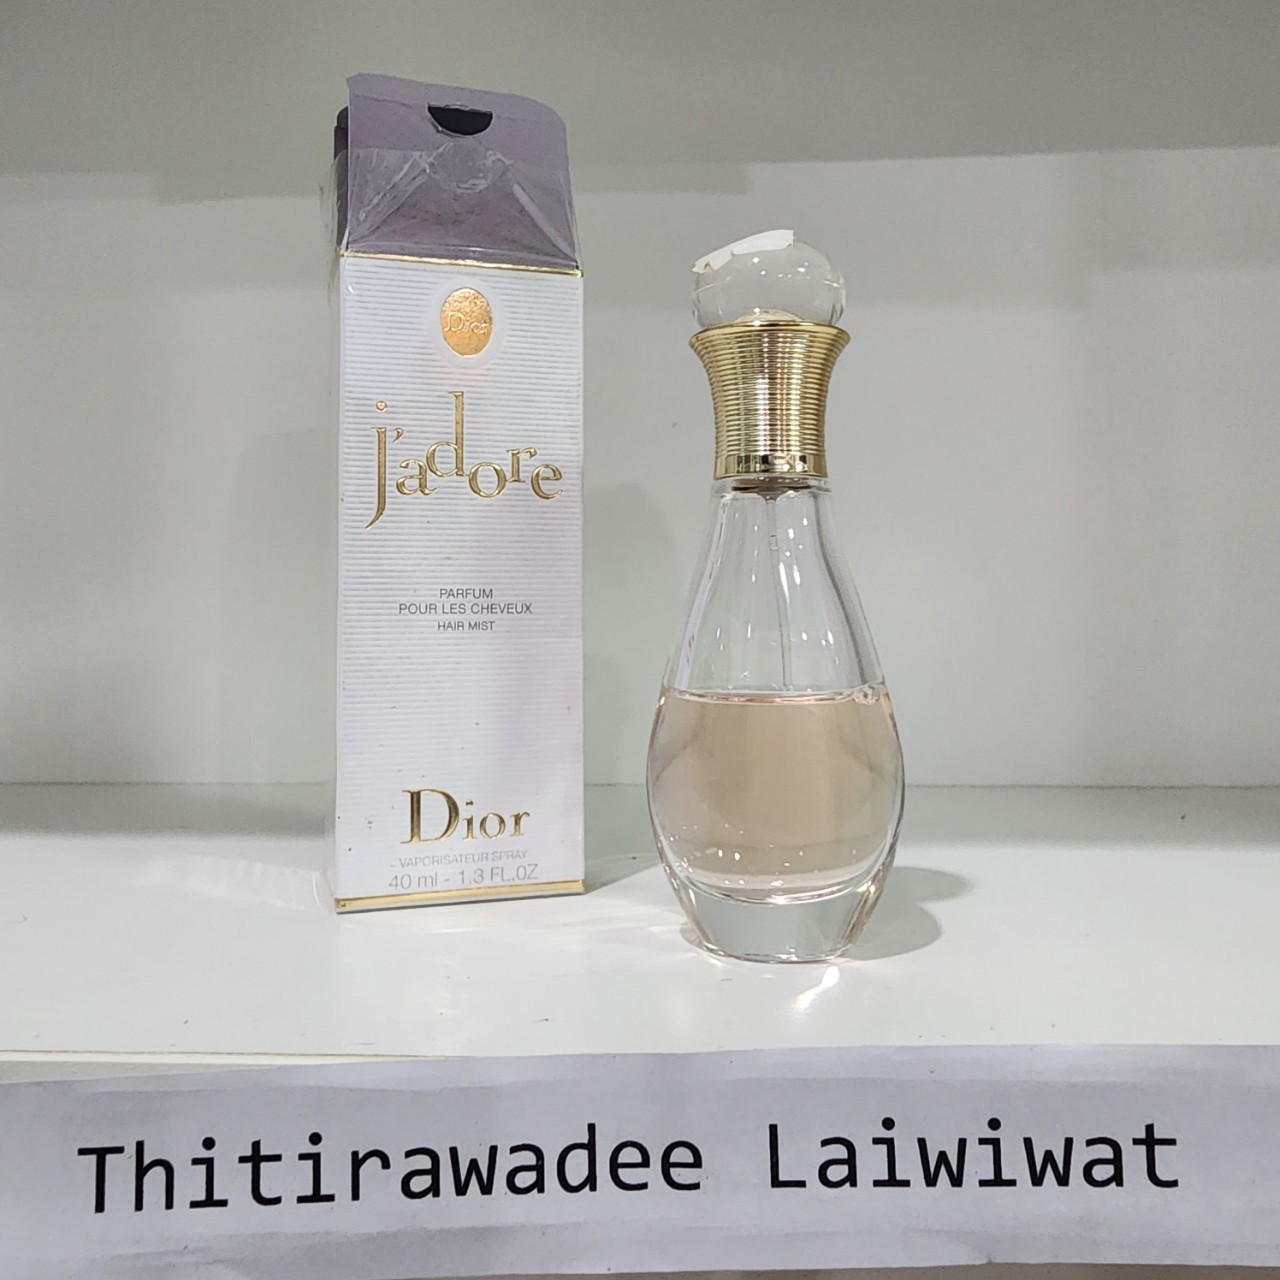 Dior
j'adore
PARFUM
POUR LES CHEVEUX
HAIR MIST
Dior
VAPORISATEUR SPRAY
40 ml - 1.3 FL.OZ
Thitirawadee Laiwiwat